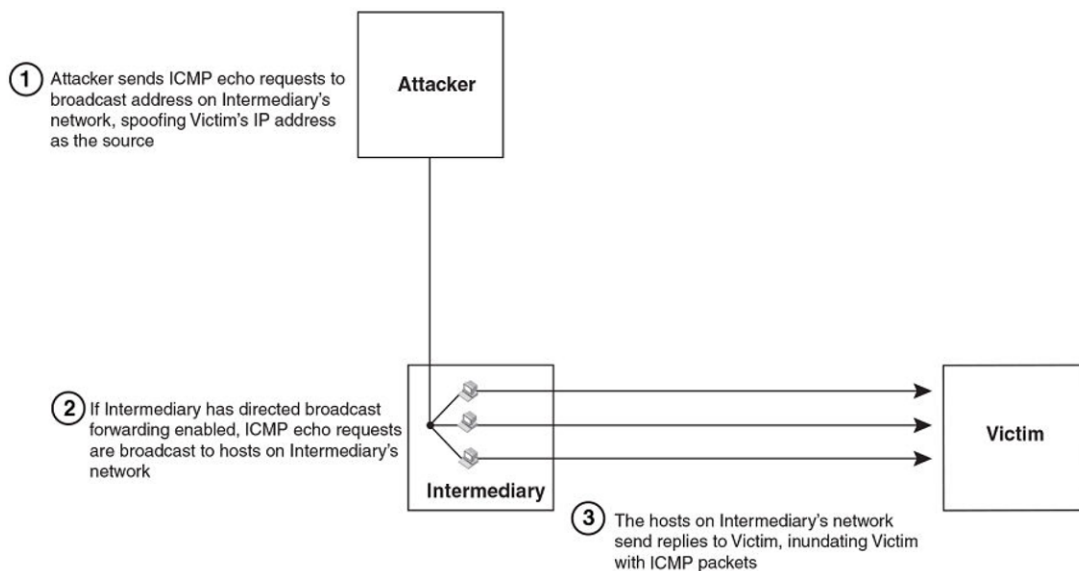 Attacker
1
Attacker sends ICMP echo requests to
broadcast address on Intermediary's
network, spoofing Victim's IP address
as the source
2
If Intermediary has directed broadcast
forwarding enabled, ICMP echo requests
are broadcast to hosts on Intermediary's
network
Intermediary
Victim
3
The hosts on Intermediary's network
send replies to Victim, inundating Victim
with ICMP packets